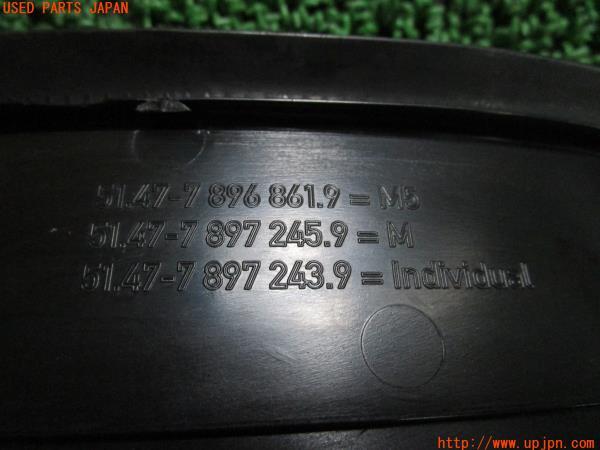 USED PARTS JAPAN
51.47-7 896 861.9 = M5
51.47-7 897 245.9 = M
51.47-7 897 243.9 = Individual
http://www.upjpn.com/